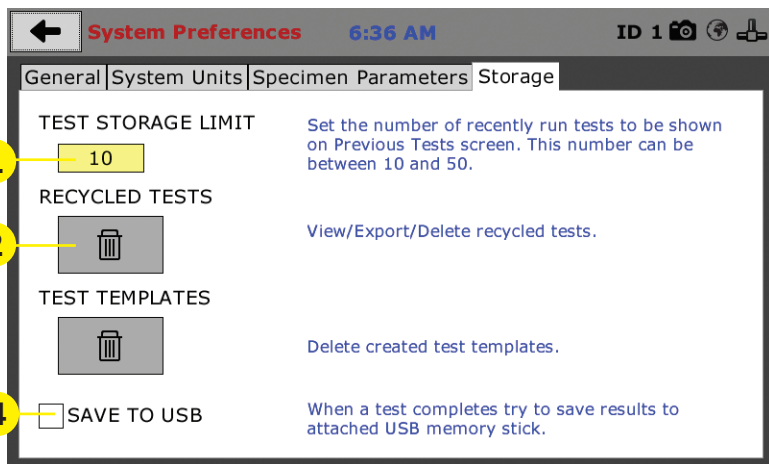 System Preferences 6:36 AM ID 1
General System Units Specimen Parameters Storage
TEST STORAGE LIMIT
10
Set the number of recently run tests to be shown
on Previous Tests screen. This number can be
between 10 and 50.
RECYCLED TESTS
View/Export/Delete recycled tests.
TEST TEMPLATES
Delete created test templates.
4
SAVE TO USB
When a test completes try to save results to
attached USB memory stick.